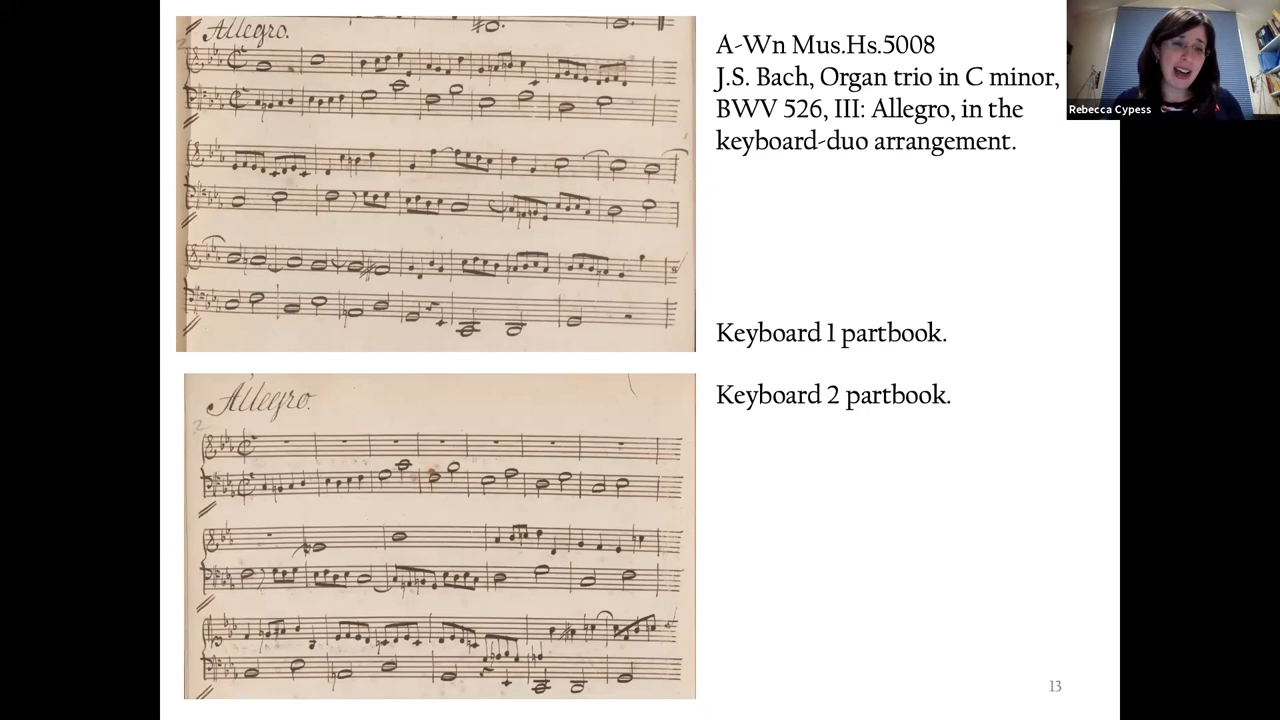 Allegro.
A-Wn Mus.Hs.5008
J.S. Bach, Organ trio in C minor,
BWV 526, III: Allegro, in the
keyboard-duo arrangement.
Rebecca Cypess
Keyboard 1 partbook.
Keyboard 2 partbook.
Allegro.
2
13